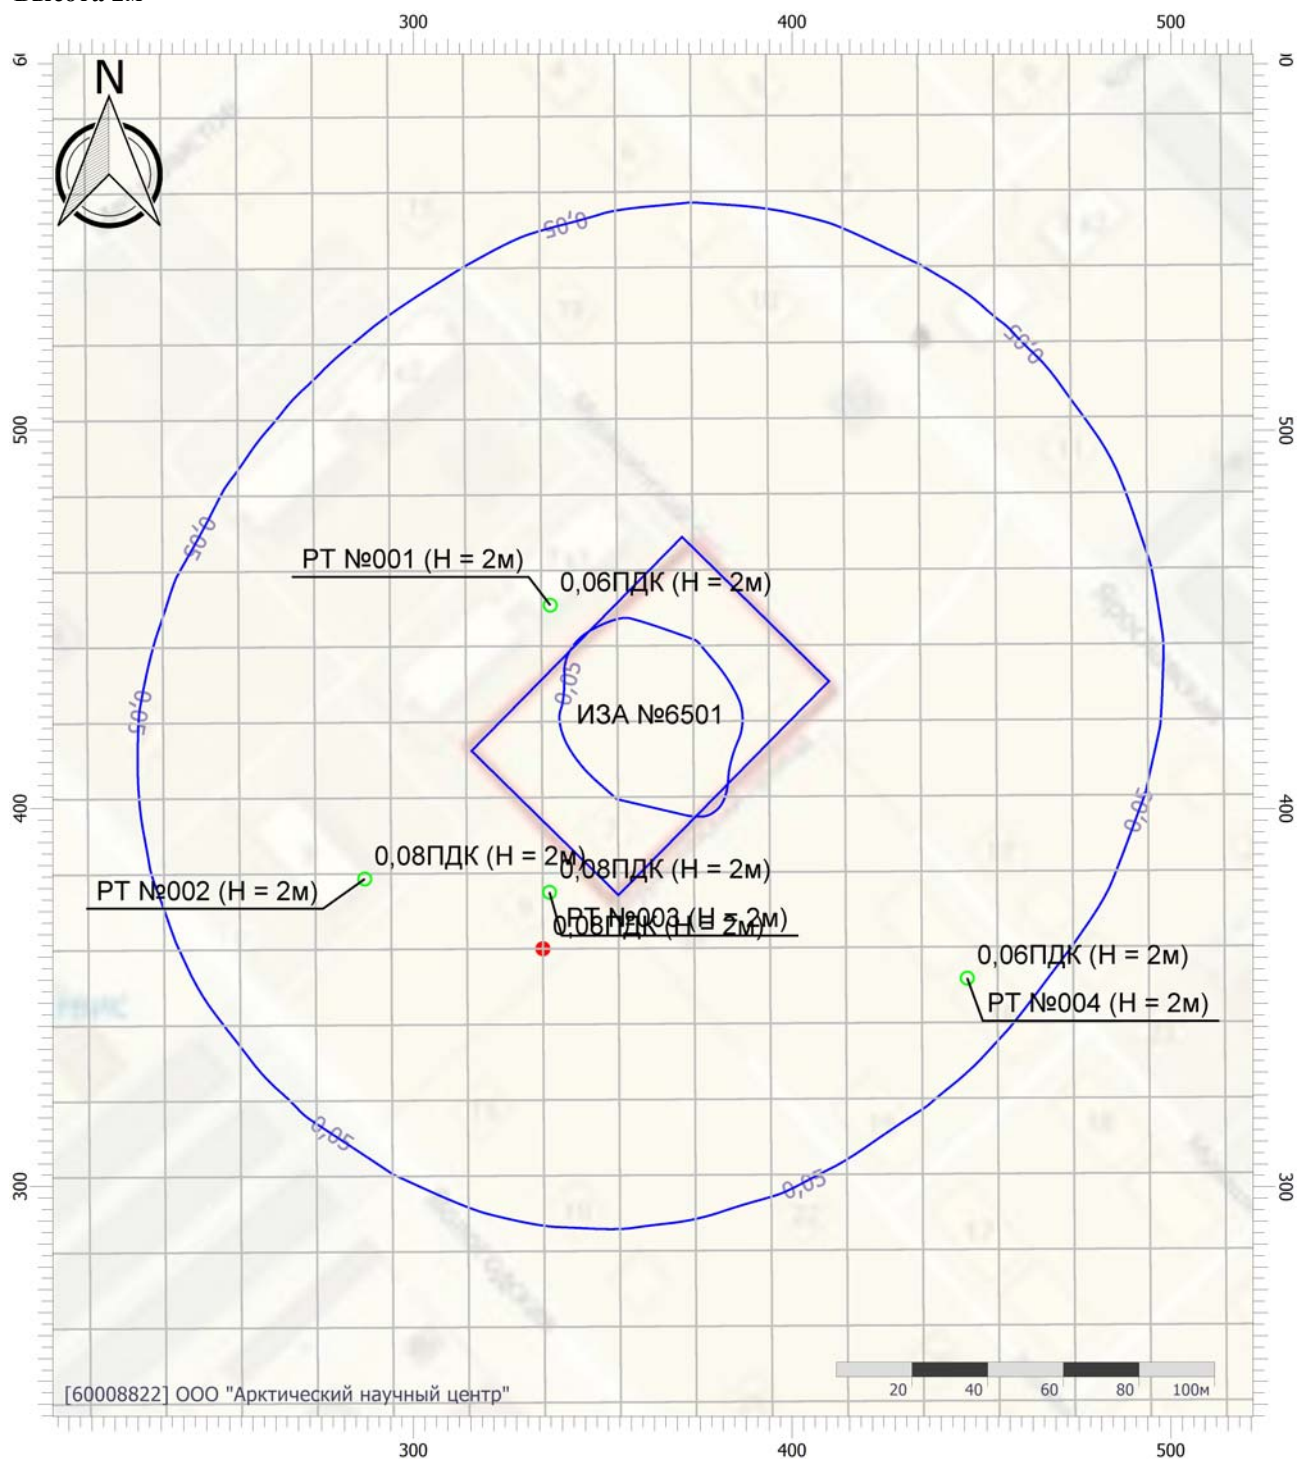 300 400 500
N
0,05
0,05
500 500
0,05
РТ №001 (H = 2м)
0,06ПДК (H = 2м)
0,05
0,05
ИЗА №6501
400 400
0,05
0,08ПДК (H = 2м)
0,08ПДК (H = 2м)
РТ №002 (H = 2м)
РТ №003 (H = 2м)
0,08ПДК (H = 2м)
0,06ПДК (H = 2м)
РТ №004 (H = 2м)
0,05
0,05
300 300
20 40 60 80 100м
[60008822] ООО "Арктический научный центр"
300 400 500